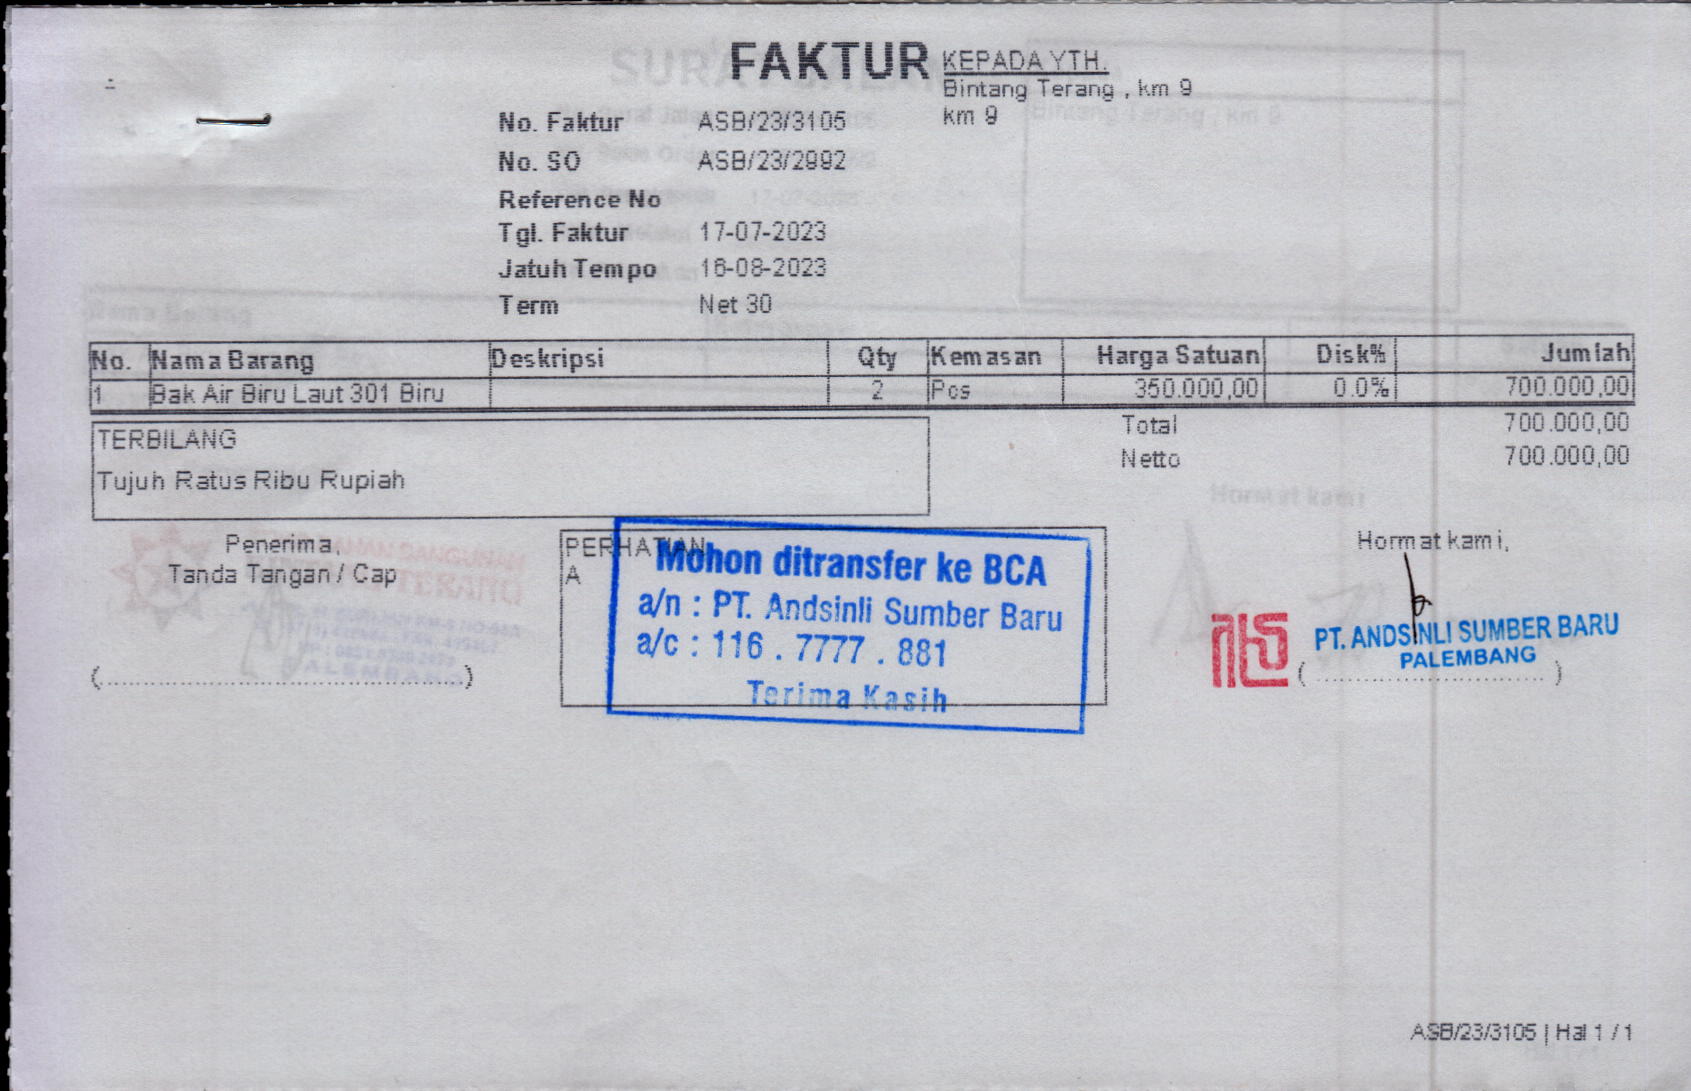 FAKTUR
KEPADA YTH.
Bintang Terang , km 9
km 9
No. Faktur ASB/23/3105
No. SO ASB/23/2992
Reference No
Tgl. Faktur 17-07-2023
Jatuh Tempo 16-08-2023
Term Net 30
No. Nama Barang Deskripsi Qty Kemasan Harga Satuan Disk% Jumlah
1 Bak Air Biru Laut 301 Biru 2 Pcs 350.000,00 0.0% 700.000,00
Total 700.000,00
Netto 700.000,00
TERBILANG
Tujuh Ratus Ribu Rupiah
Penerima,
Tanda Tangan / Cap
(........................................)
PERHATIAN
A
Mohon ditransfer ke BCA
a/n : PT. Andsinli Sumber Baru
a/c : 116 . 7777 . 881
Terima Kasih
Hormat kami,
PT. ANDSINLI SUMBER BARU
PALEMBANG
(............................)
ASB/23/3105 | Hal 1 / 1